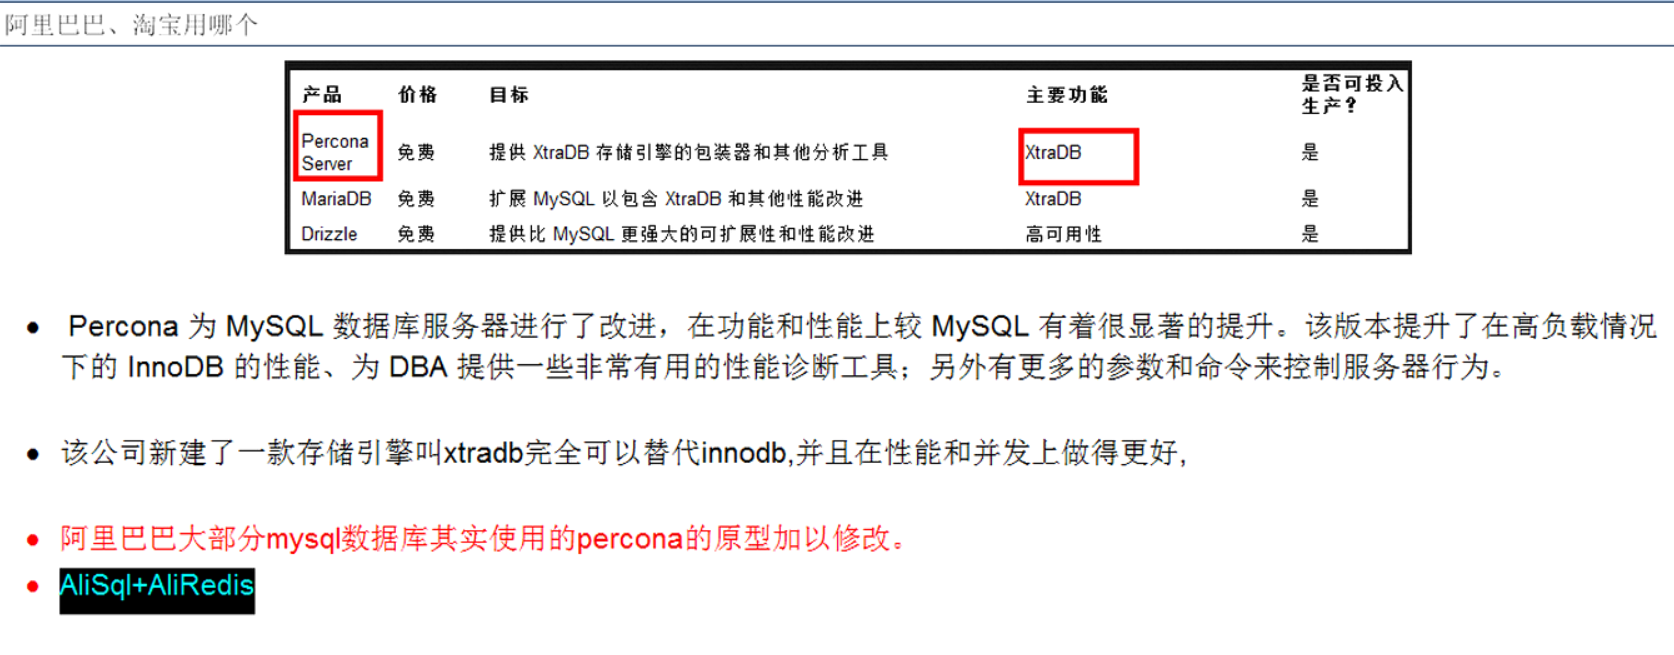 阿里巴巴、淘宝用哪个
产品 价格 目标 主要功能 是否可投入
生产?
Percona
Server 免费 提供 XtraDB 存储引擎的包装器和其他分析工具 XtraDB 是
MariaDB 免费 扩展 MySQL 以包含 XtraDB 和其他性能改进 XtraDB 是
Drizzle 免费 提供比 MySQL 更强大的可扩展性和性能改进 高可用性 是
● Percona 为 MySQL 数据库服务器进行了改进，在功能和性能上较 MySQL 有着很显著的提升。该版本提升了在高负载情况
下的 InnoDB 的性能、为 DBA 提供一些非常有用的性能诊断工具；另外有更多的参数和命令来控制服务器行为。
● 该公司新建了一款存储引擎叫xtradb完全可以替代innodb,并且在性能和并发上做得更好,
● 阿里巴巴大部分mysql数据库其实使用的percona的原型加以修改。
● AliSql+AliRedis